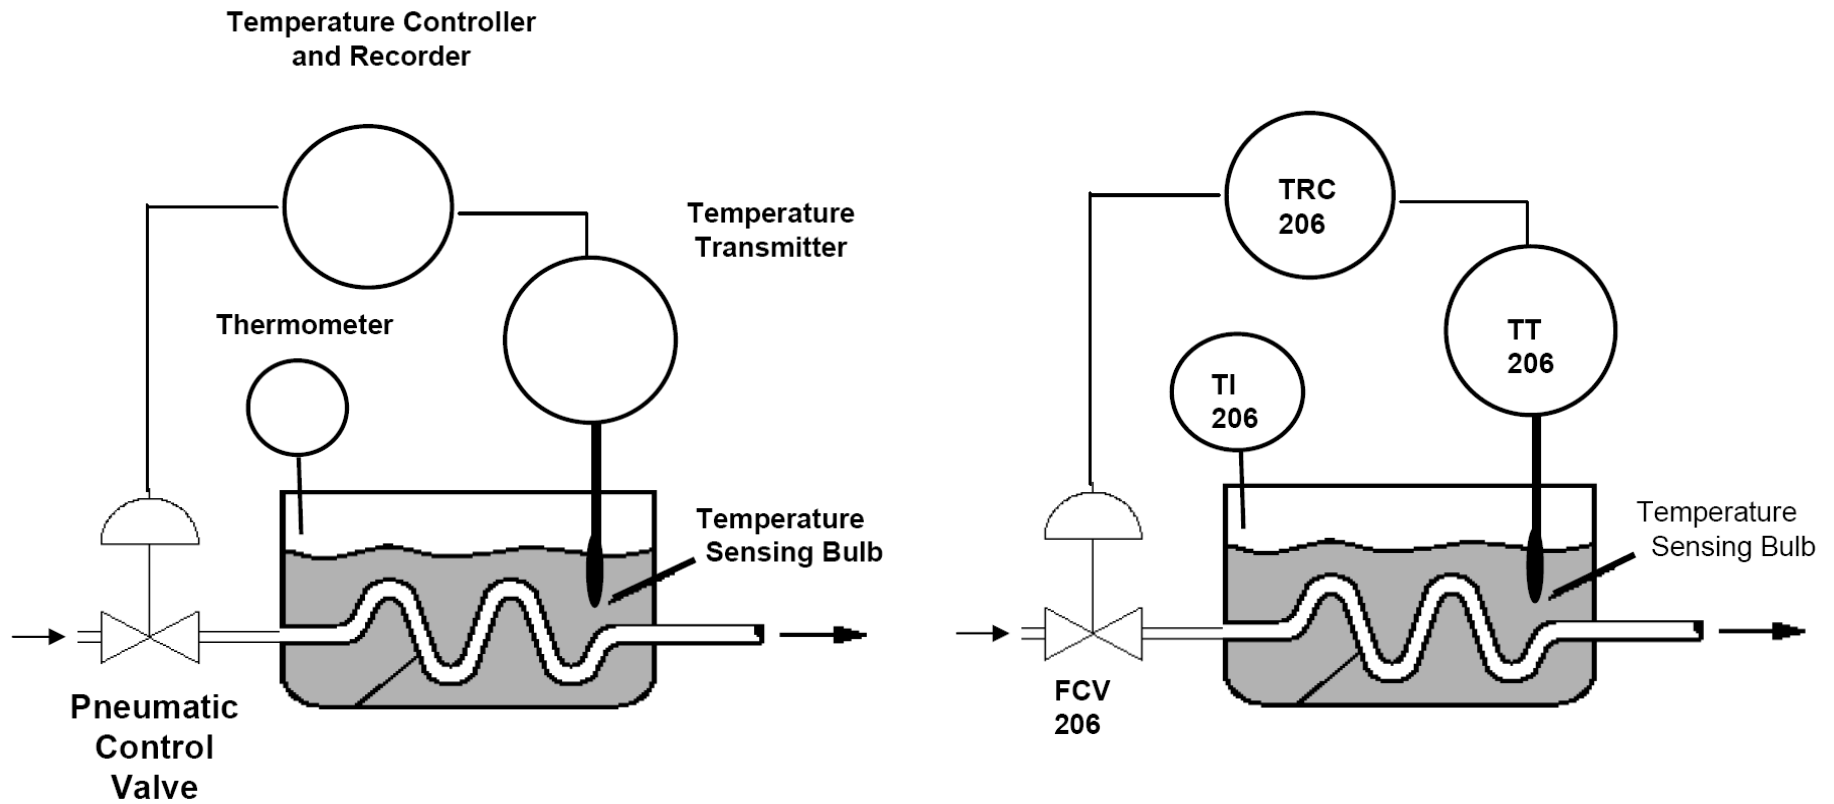 Temperature Controller
and Recorder
Temperature
Transmitter
Thermometer
Temperature
Sensing Bulb
Pneumatic
Control
Valve
TRC
206
TT
206
TI
206
Temperature
Sensing Bulb
FCV
206